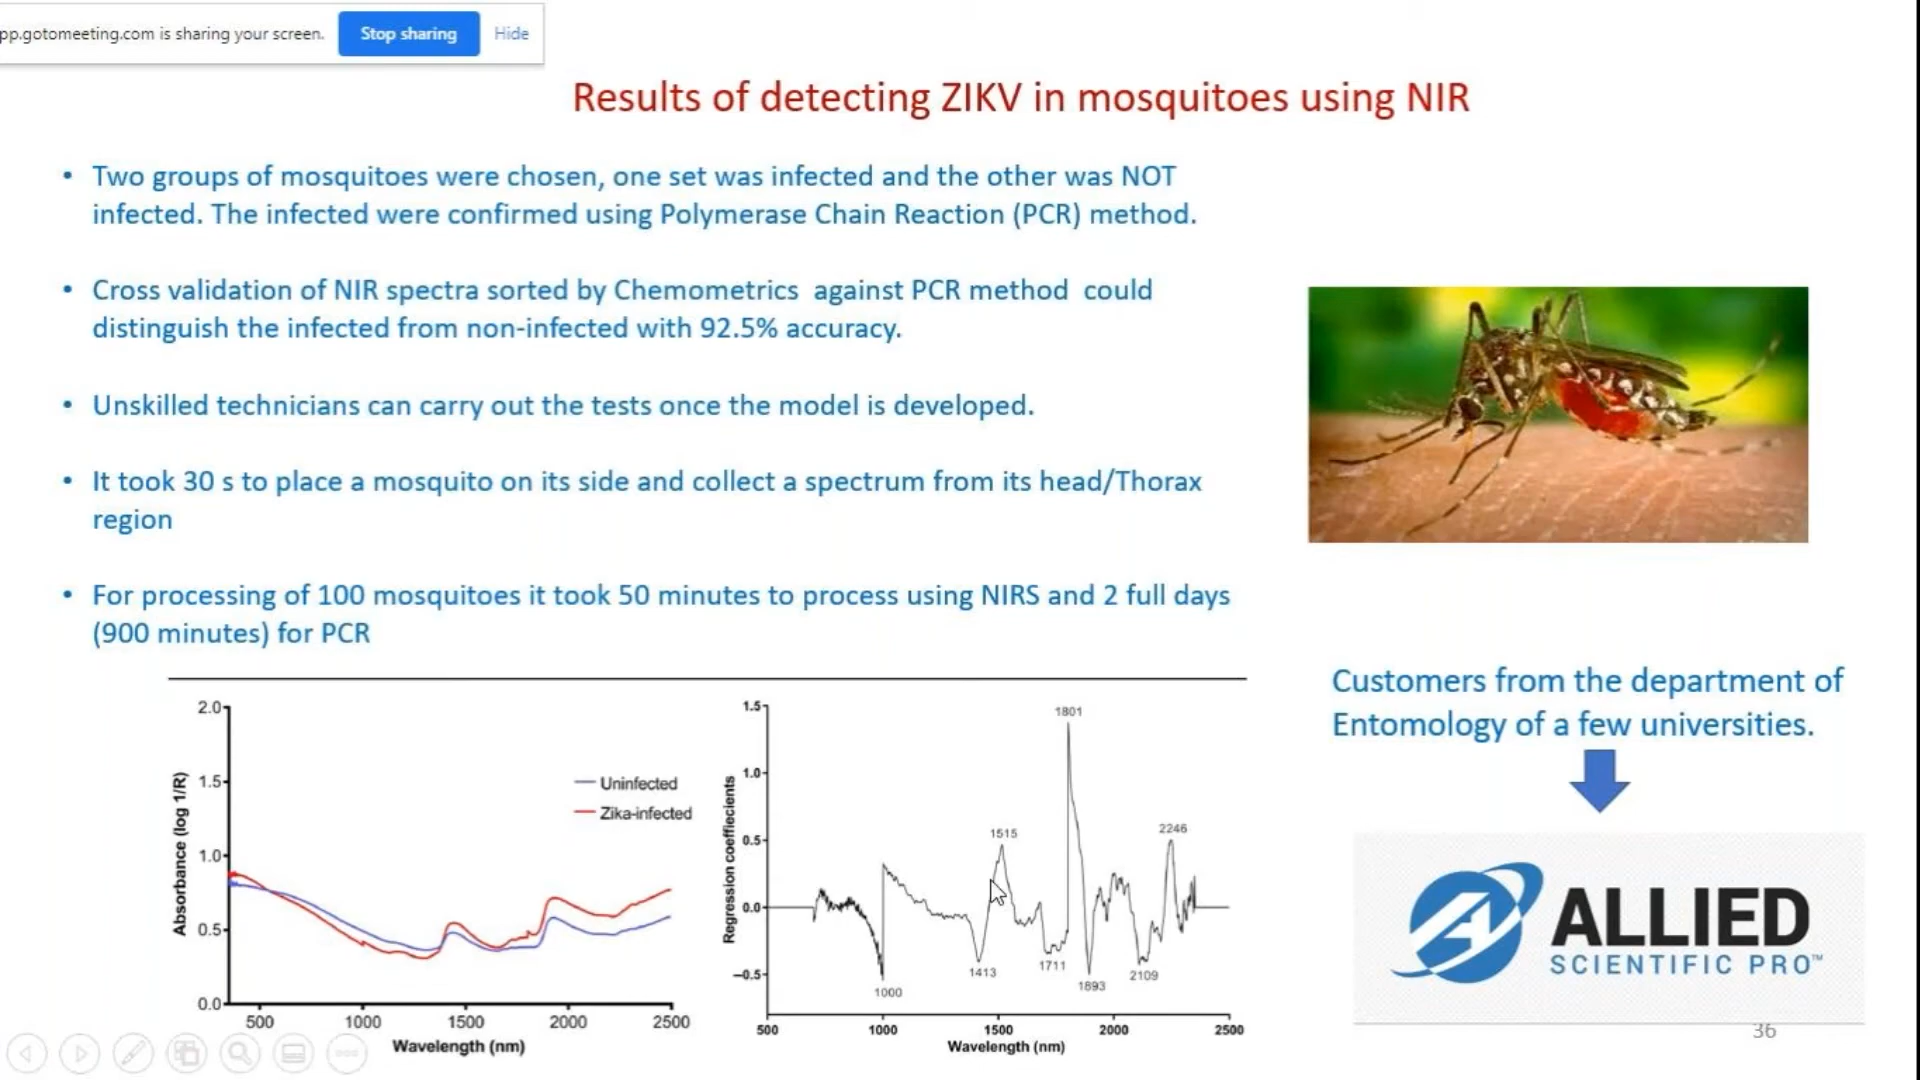 pp.gotomeeting.com is sharing your screen.
Stop sharing
Hide
Results of detecting ZIKV in mosquitoes using NIR
• Two groups of mosquitoes were chosen, one set was infected and the other was NOT
infected. The infected were confirmed using Polymerase Chain Reaction (PCR) method.
• Cross validation of NIR spectra sorted by Chemometrics against PCR method could
distinguish the infected from non-infected with 92.5% accuracy.
• Unskilled technicians can carry out the tests once the model is developed.
• It took 30 s to place a mosquito on its side and collect a spectrum from its head/Thorax
region
• For processing of 100 mosquitoes it took 50 minutes to process using NIRS and 2 full days
(900 minutes) for PCR
Absorbance (log 1/R)
2.0
1.5
1.0
0.5
0.0
Uninfected
Zika-infected
500 1000 1500 2000 2500
Wavelength (nm)
Regression coeffiecients
1.5
1.0
0.5
0.0
−0.5
1801
1515
2246
1413
1711
2109
1893
1000
500 1000 1500 2000 2500
Wavelength (nm)
Customers from the department of
Entomology of a few universities.
ALLIED
SCIENTIFIC PRO™
36